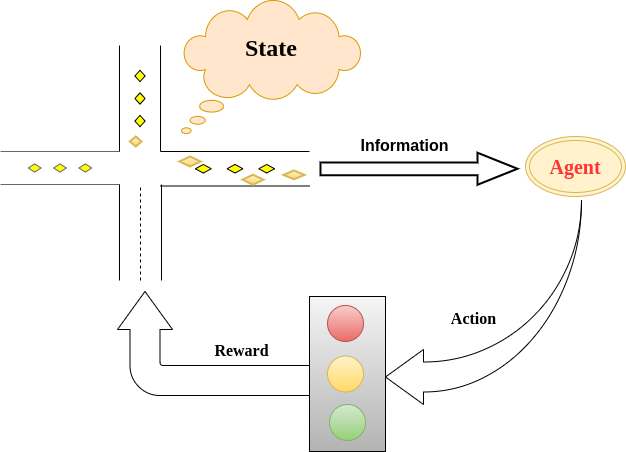 State
Information
Agent
Action
Reward